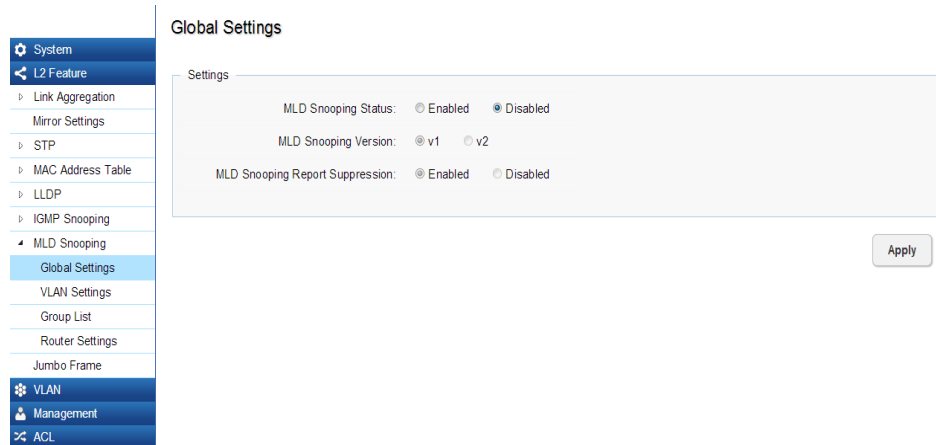 Global Settings
System
L2 Feature
Link Aggregation
Mirror Settings
STP
MAC Address Table
LLDP
IGMP Snooping
MLD Snooping
Global Settings
VLAN Settings
Group List
Router Settings
Jumbo Frame
VLAN
Management
ACL
Settings
MLD Snooping Status: Enabled Disabled
MLD Snooping Version: v1 v2
MLD Snooping Report Suppression: Enabled Disabled
Apply